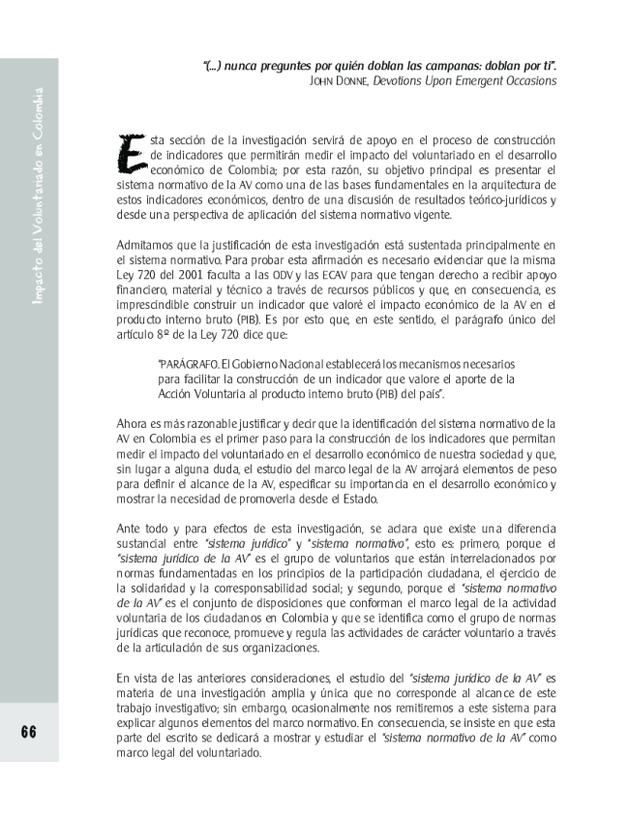 "(...) nunca preguntes por quién doblan las campanas: doblan por ti".
JOHN DONNE, Devotions Upon Emergent Occasions
Esta sección de la investigación servirá de apoyo en el proceso de construcción
de indicadores que permitirán medir el impacto del voluntariado en el desarrollo
económico de Colombia; por esta razón, su objetivo principal es presentar el
sistema normativo de la AV como una de las bases fundamentales en la arquitectura de
estos indicadores económicos, dentro de una discusión de resultados teórico-jurídicos y
desde una perspectiva de aplicación del sistema normativo vigente.
Admitamos que la justificación de esta investigación está sustentada principalmente en
el sistema normativo. Para probar esta afirmación es necesario evidenciar que la misma
Ley 720 del 2001 faculta a las ODV y las ECAV para que tengan derecho a recibir apoyo
financiero, material y técnico a través de recursos públicos y que, en consecuencia, es
imprescindible construir un indicador que valoré el impacto económico de la AV en el
producto interno bruto (PIB). Es por esto que, en este sentido, el parágrafo único del
artículo 8º de la Ley 720 dice que:
"PARÁGRAFO. El Gobierno Nacional establecerá los mecanismos necesarios
para facilitar la construcción de un indicador que valore el aporte de la
Acción Voluntaria al producto interno bruto (PIB) del país".
Ahora es más razonable justificar y decir que la identificación del sistema normativo de la
AV en Colombia es el primer paso para la construcción de los indicadores que permitan
medir el impacto del voluntariado en el desarrollo económico de nuestra sociedad y que,
sin lugar a alguna duda, el estudio del marco legal de la AV arrojará elementos de peso
para definir el alcance de la AV, especificar su importancia en el desarrollo económico y
mostrar la necesidad de promoverla desde el Estado.
Ante todo y para efectos de esta investigación, se aclara que existe una diferencia
sustancial entre "sistema jurídico" y "sistema normativo", esto es: primero, porque el
"sistema jurídico de la AV" es el grupo de voluntarios que están interrelacionados por
normas fundamentadas en los principios de la participación ciudadana, el ejercicio de
la solidaridad y la corresponsabilidad social; y segundo, porque el "sistema normativo
de la AV" es el conjunto de disposiciones que conforman el marco legal de la actividad
voluntaria de los ciudadanos en Colombia y que se identifica como el grupo de normas
jurídicas que reconoce, promueve y regula las actividades de carácter voluntario a través
de la articulación de sus organizaciones.
En vista de las anteriores consideraciones, el estudio del "sistema jurídico de la AV" es
materia de una investigación amplia y única que no corresponde al alcance de este
trabajo investigativo; sin embargo, ocasionalmente nos remitiremos a este sistema para
explicar algunos elementos del marco normativo. En consecuencia, se insiste en que esta
parte del escrito se dedicará a mostrar y estudiar el "sistema normativo de la AV" como
marco legal del voluntariado.
Impacto del Voluntariado en Colombia
66